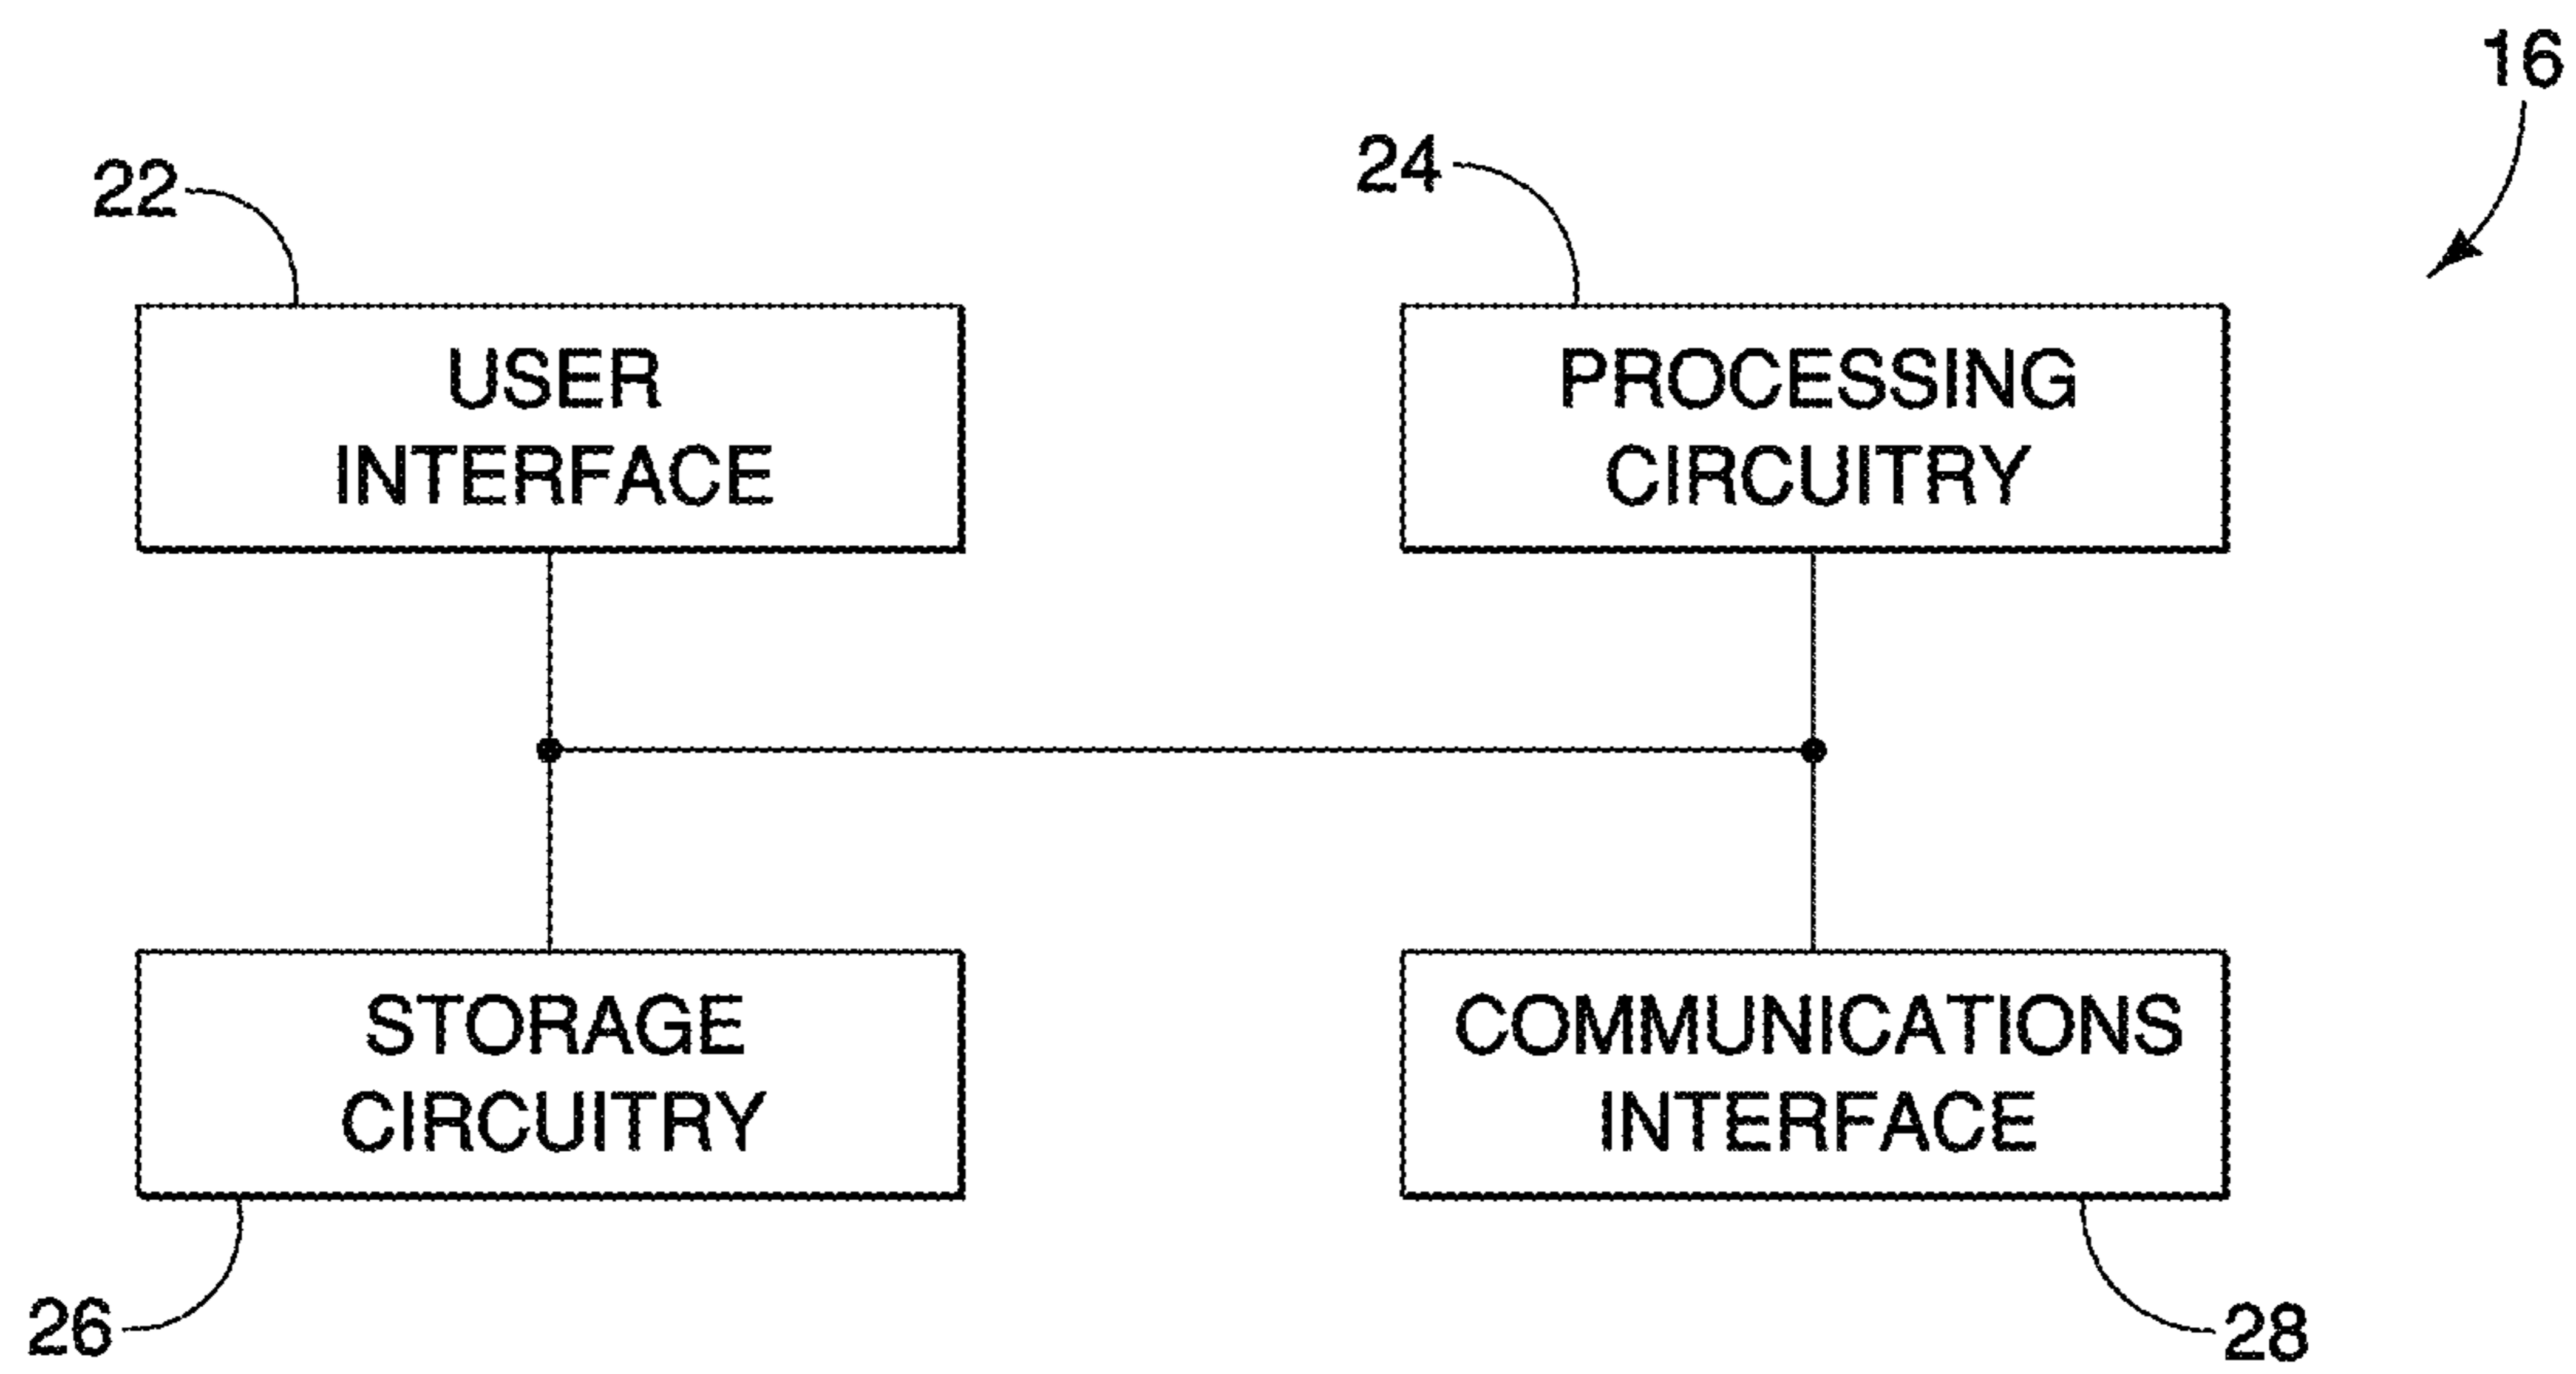 16
22
24
USER
INTERFACE
PROCESSING
CIRCUITRY
STORAGE
CIRCUITRY
COMMUNICATIONS
INTERFACE
26
28